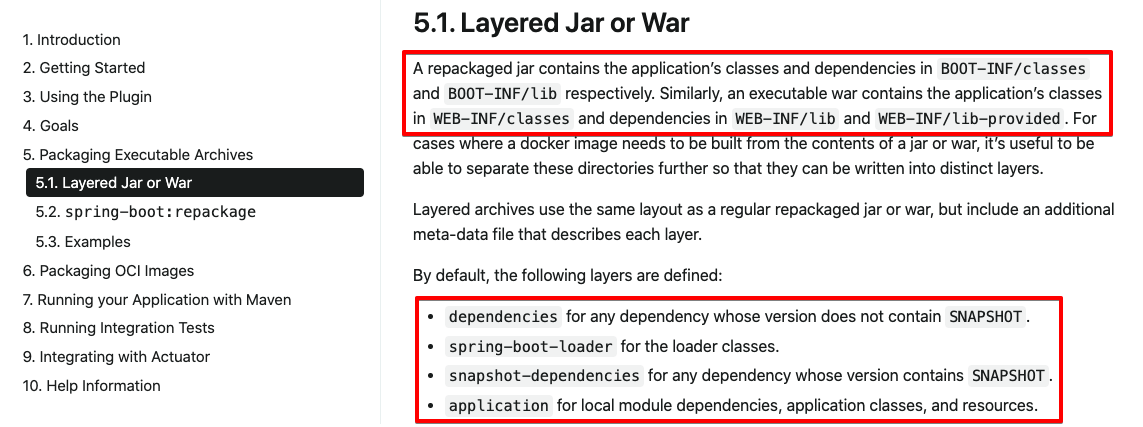 1. Introduction
2. Getting Started
3. Using the Plugin
4. Goals
5. Packaging Executable Archives
5.1. Layered Jar or War
5.2. spring-boot:repackage
5.3. Examples
6. Packaging OCI Images
7. Running your Application with Maven
8. Running Integration Tests
9. Integrating with Actuator
10. Help Information
5.1. Layered Jar or War
A repackaged jar contains the application’s classes and dependencies in BOOT-INF/classes
and BOOT-INF/lib respectively. Similarly, an executable war contains the application’s classes
in WEB-INF/classes and dependencies in WEB-INF/lib and WEB-INF/lib-provided. For
cases where a docker image needs to be built from the contents of a jar or war, it’s useful to be
able to separate these directories further so that they can be written into distinct layers.
Layered archives use the same layout as a regular repackaged jar or war, but include an additional
meta-data file that describes each layer.
By default, the following layers are defined:
• dependencies for any dependency whose version does not contain SNAPSHOT.
• spring-boot-loader for the loader classes.
• snapshot-dependencies for any dependency whose version contains SNAPSHOT.
• application for local module dependencies, application classes, and resources.